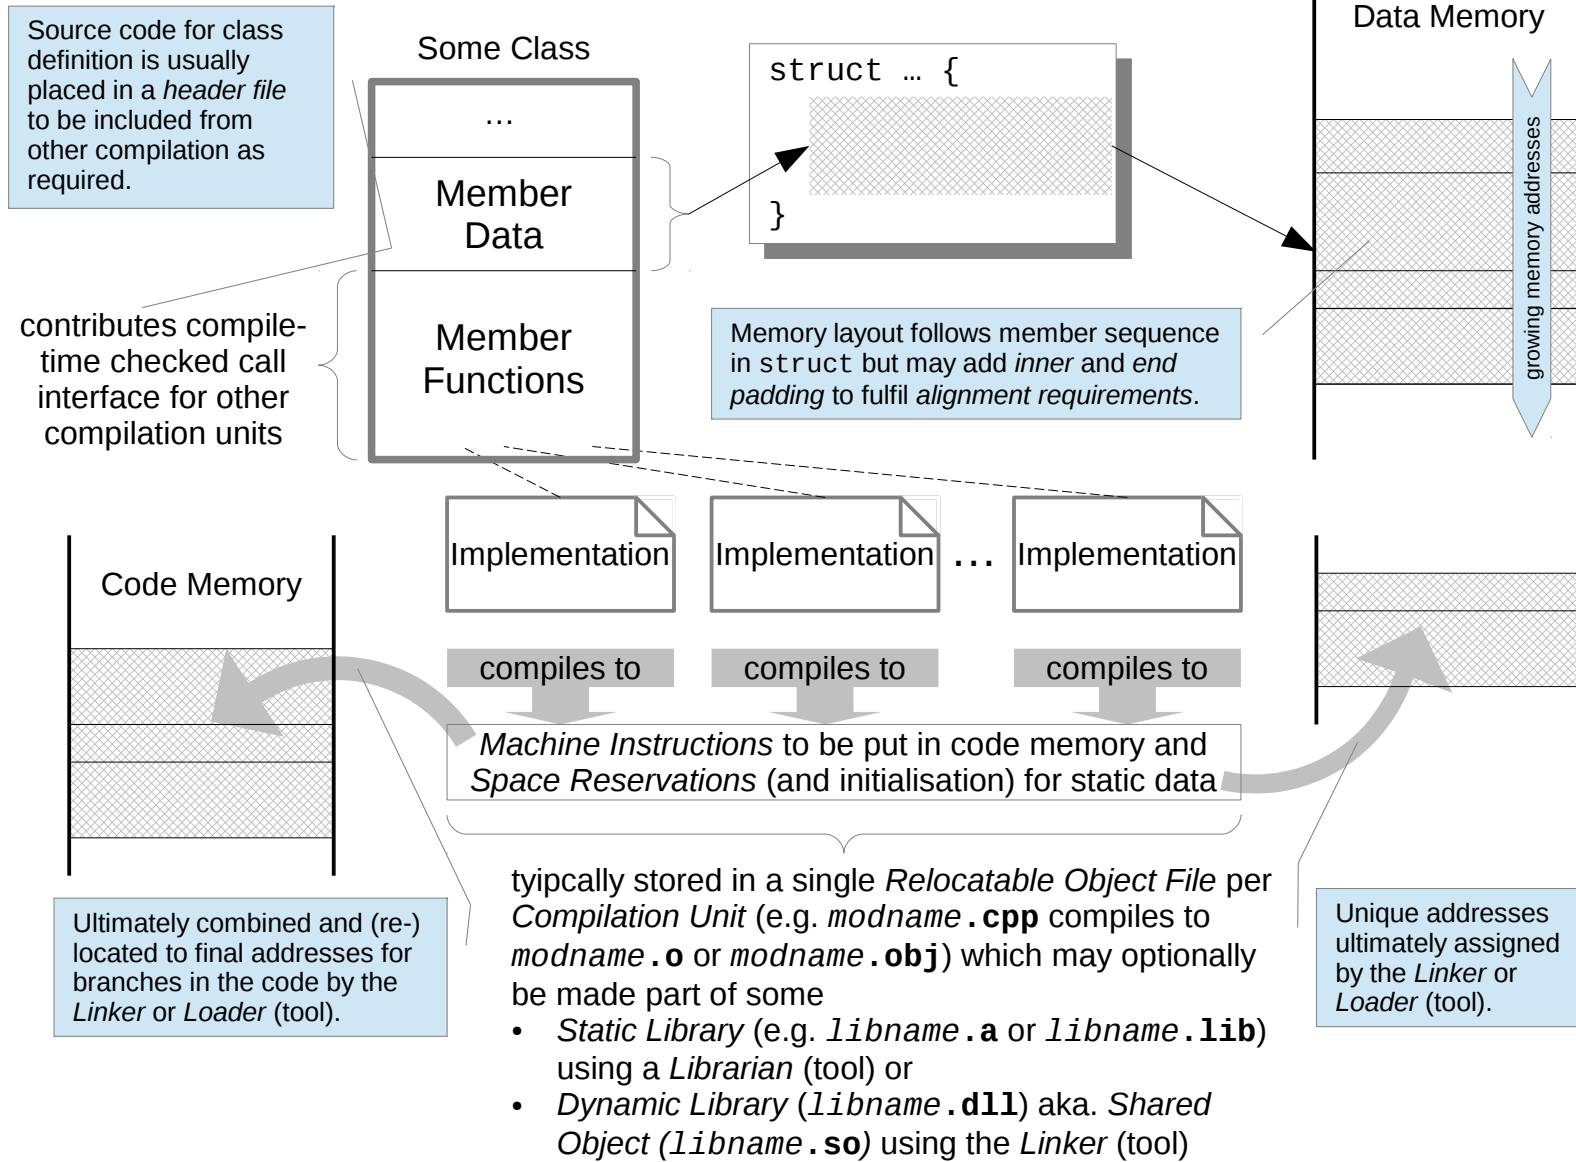 Source code for class
definition is usually
placed in a header file
to be included from
other compilation as
required.
Some Class
...
Member
Data
Member
Functions
struct … {
}
Data Memory
growing memory addresses
contributes compile-
time checked call
interface for other
compilation units
Memory layout follows member sequence
in struct but may add inner and end
padding to fulfil alignment requirements.
Implementation
Implementation
...
Implementation
Code Memory
compiles to
compiles to
compiles to
Machine Instructions to be put in code memory and
Space Reservations (and initialisation) for static data
tyipcally stored in a single Relocatable Object File per
Compilation Unit (e.g. modname.cpp compiles to
modname.o or modname.obj) which may optionally
be made part of some
• Static Library (e.g. libname.a or libname.lib)
using a Librarian (tool) or
• Dynamic Library (libname.dll) aka. Shared
Object (libname.so) using the Linker (tool)
Ultimately combined and (re-)
located to final addresses for
branches in the code by the
Linker or Loader (tool).
Unique addresses
ultimately assigned
by the Linker or
Loader (tool).